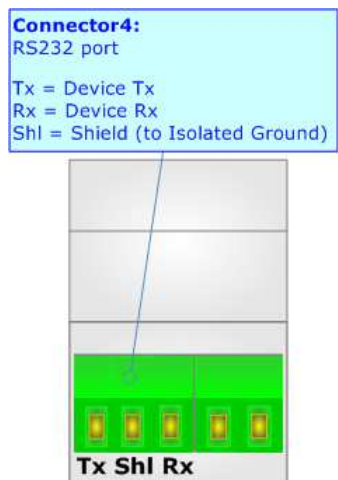 Connector4:
RS232 port
Tx = Device Tx
Rx = Device Rx
Shl = Shield (to Isolated Ground)
Tx Shl Rx